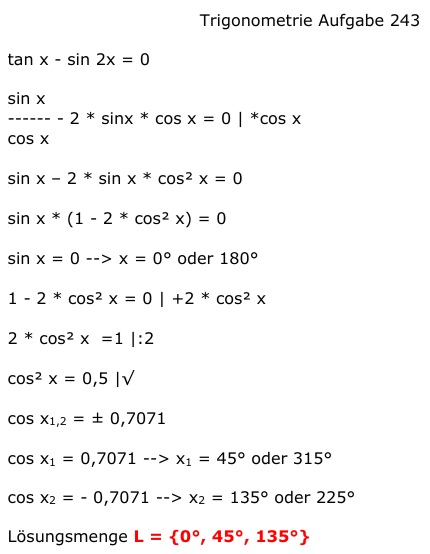 Trigonometrie Aufgabe 243
tan x - sin 2x = 0
sin x
------ - 2 * sinx * cos x = 0 | *cos x
cos x
sin x – 2 * sin x * cos² x = 0
sin x * (1 - 2 * cos² x) = 0
sin x = 0 --> x = 0° oder 180°
1 - 2 * cos² x = 0 | +2 * cos² x
2 * cos² x  =1 |:2
cos² x = 0,5 |√
cos x₁,₂ = ± 0,7071
cos x₁ = 0,7071 --> x₁ = 45° oder 315°
cos x₂ = - 0,7071 --> x₂ = 135° oder 225°
Lösungsmenge L = {0°, 45°, 135°}